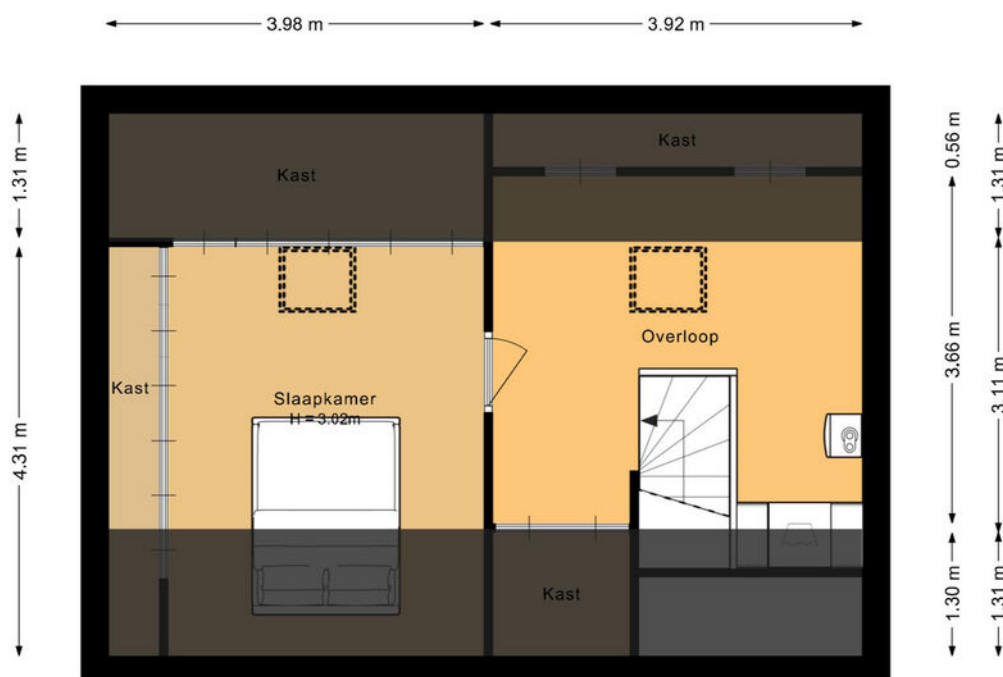 3.98 m
3.92 m
1.31 m
4.31 m
Kast
Kast
Kast
Slaapkamer
H = 3.02m
Overloop
Kast
0.56 m
3.66 m
1.30 m
1.31 m
3.11 m
1.31 m